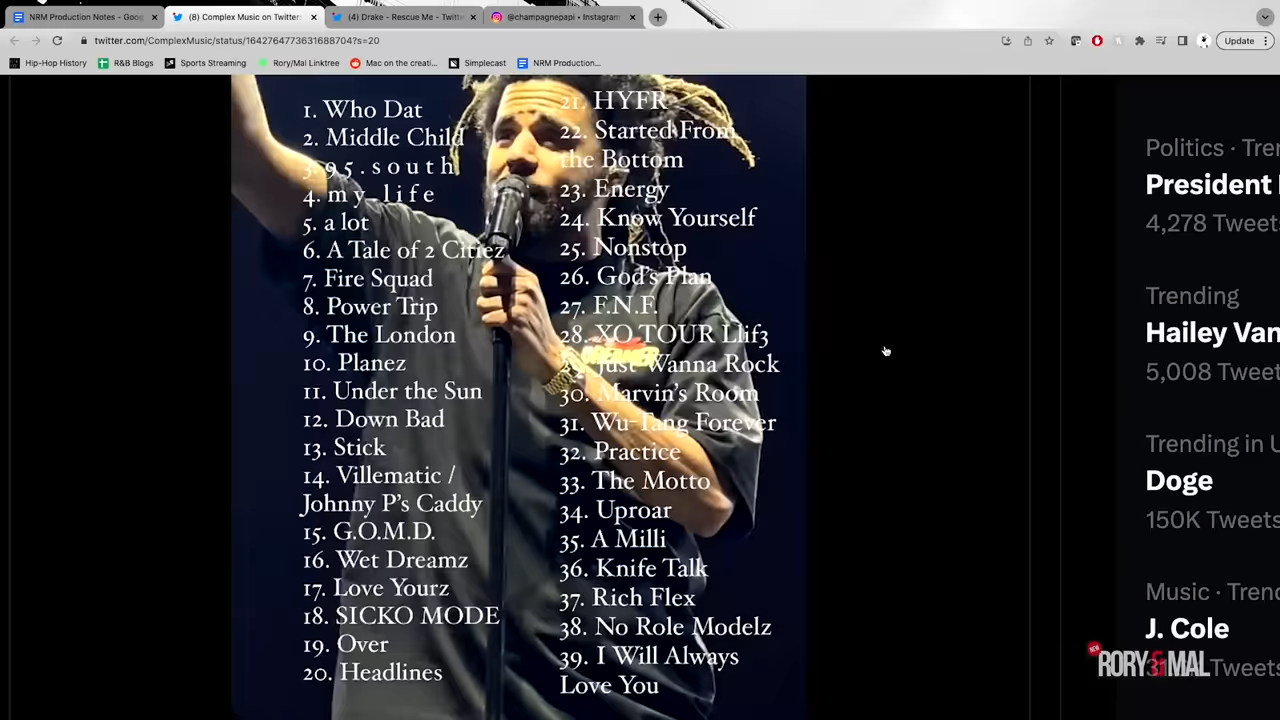 NRM Production Notes - Goog
(8) Complex Music on Twitter:
(4) Drake - Rescue Me - Twitte
@champagnepapi • Instagram
twitter.com/ComplexMusic/status/1642764773631688704?s=20
Update
Hip-Hop History
R&B Blogs
Sports Streamiez
Rory/Mal Linktree
Mac on the creati...
Simplecast
NRM Production...
1. Who Dat
2. Middle Child
3. 9 5 . s o u t h
4. m y . l i f e
5. a lot
6. A Tale of 2 Citiez
7. Fire Squad
8. Power Trip
9. The London
10. Planez
11. Under the Sun
12. Down Bad
13. Stick
14. Villematic /
Johnny P's Caddy
15. G.O.M.D.
16. Wet Dreamz
17. Love Yourz
18. SICKO MODE
19. Over
20. Headlines
21. HYFR
22. Started From
the Bottom
23. Energy
24. Know Yourself
25. Nonstop
26. God's Plan
27. F.N.F.
28. XO TOUR Llif3
29. Just Wanna Rock
30. Marvin's Room
31. Wu-Tang Forever
32. Practice
33. The Motto
34. Uproar
35. A Milli
36. Knife Talk
37. Rich Flex
38. No Role Modelz
39. I Will Always
Love You
Politics · Tren
President
4,278 Tweets
Trending
Hailey Van
5,008 Tweet
Trending in U
Doge
150K Tweets
Music · Trend
J. Cole
Tweets
NEW
RORY & MAL